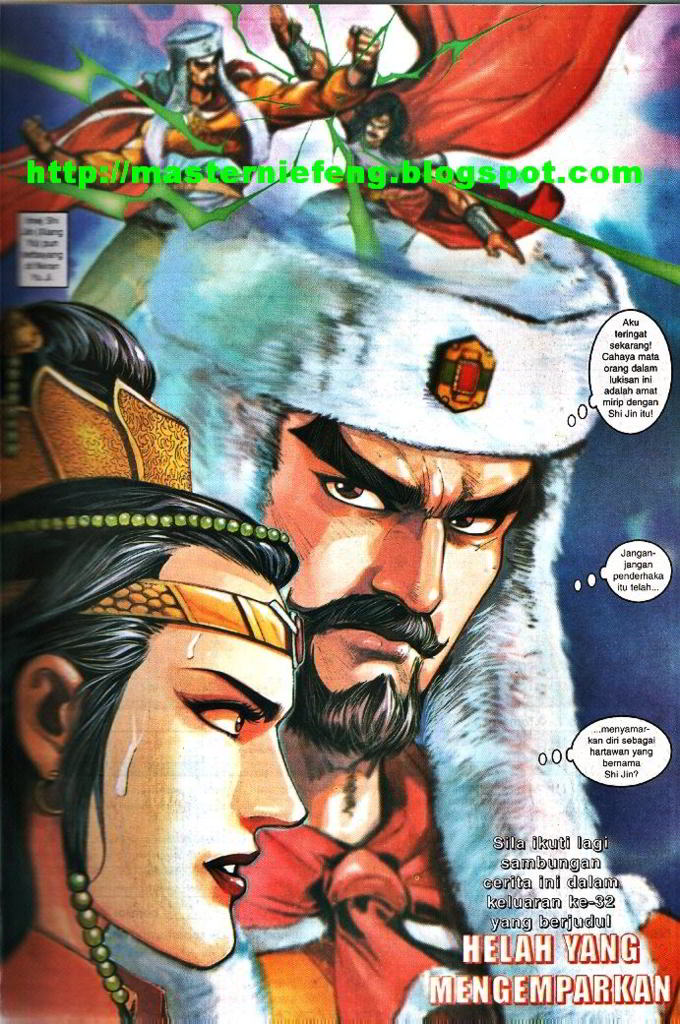 http://masterniefeng.blogspot.com
Aku
teringat
sekarang!
Cahaya mata
orang dalam
lukisan ini
adalah amat
mirip dengan
Shi Jin itu!
Jangan-
jangan
penderhaka
itu telah...
...menyamar-
kan diri sebagai
hartawan yang
bernama
Shi Jin?
Sila ikuti lagi
sambungan
cerita ini dalam
keluaran ke-32
yang berjudul
HELAH YANG
MENGEMPARKAN